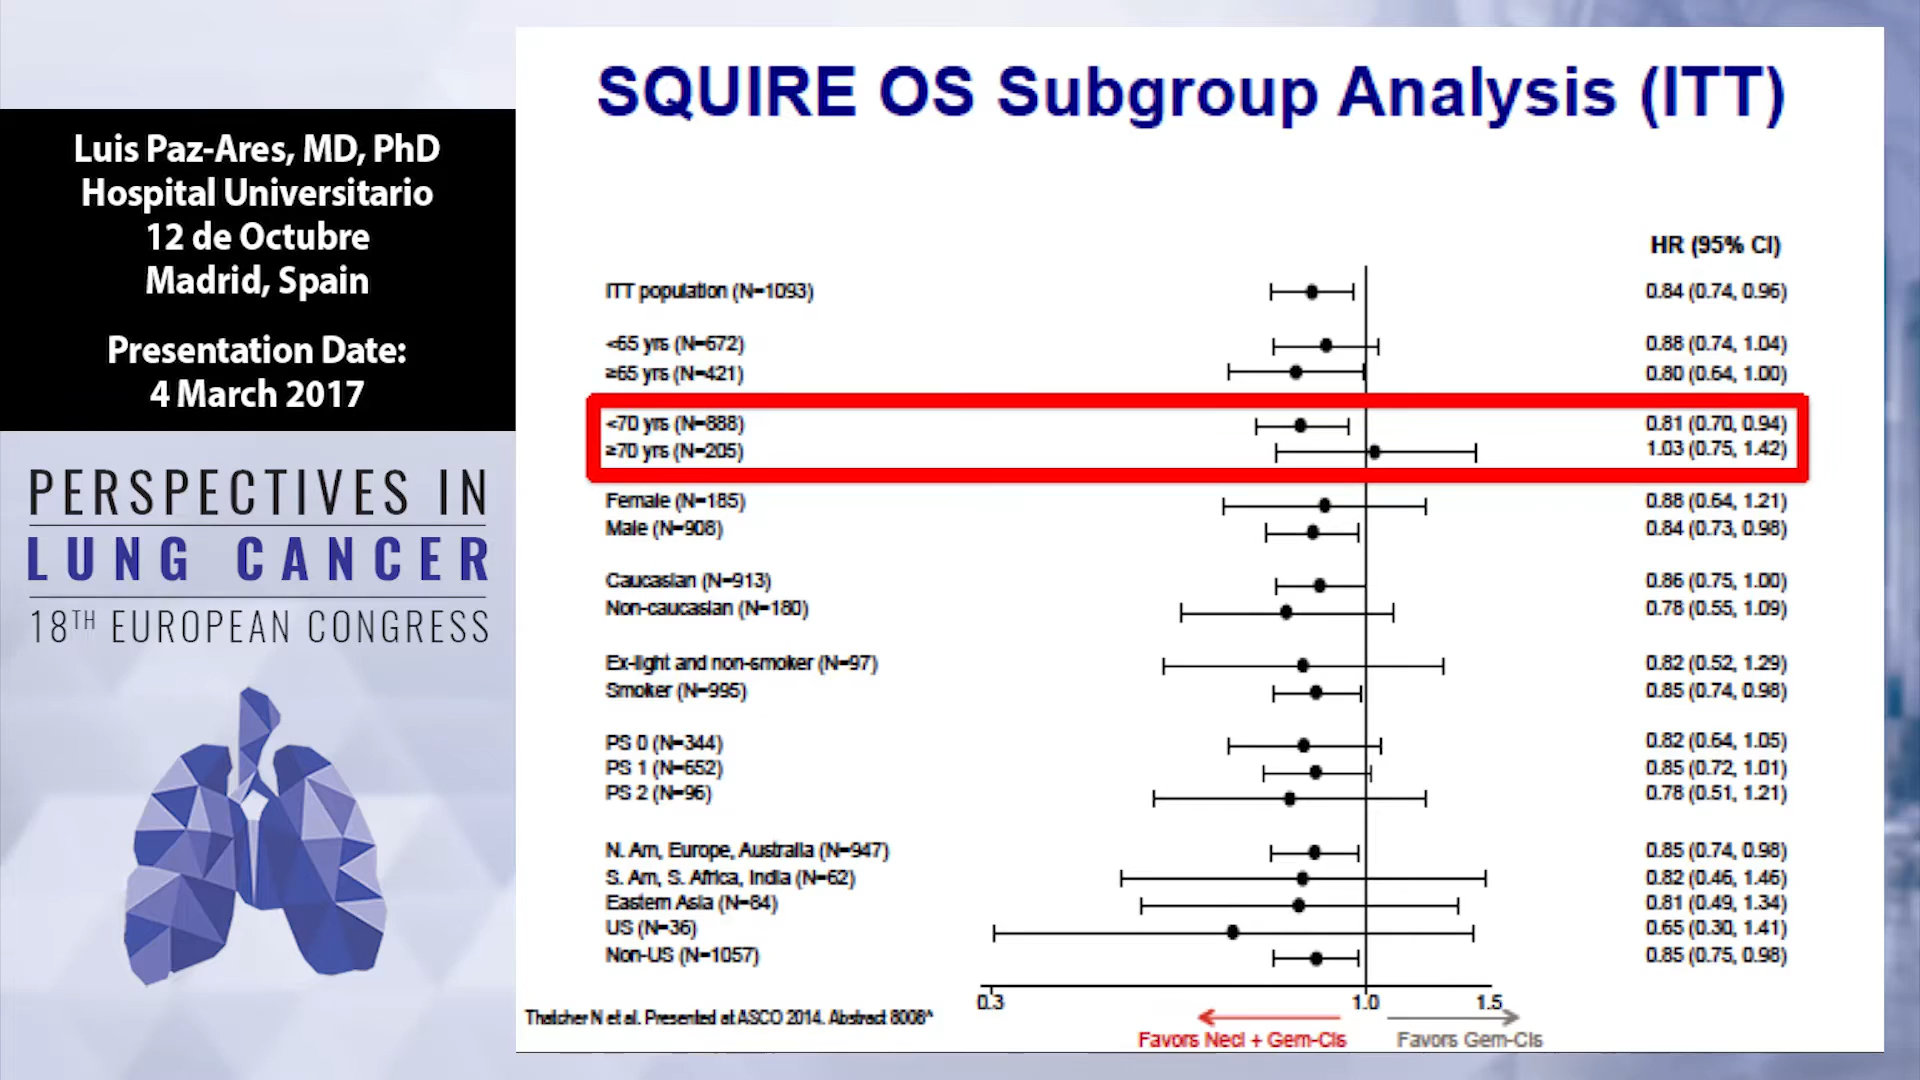 Luis Paz-Ares, MD, PhD
Hospital Universitario
12 de Octubre
Madrid, Spain
Presentation Date:
4 March 2017
PERSPECTIVES IN
LUNG CANCER
18TH EUROPEAN CONGRESS
SQUIRE OS Subgroup Analysis (ITT)
HR (95% CI)
ITT population (N=1093) 0.84 (0.74, 0.96)
<65 yrs (N=672) 0.88 (0.74, 1.04)
≥65 yrs (N=421) 0.80 (0.64, 1.00)
<70 yrs (N=888) 0.81 (0.70, 0.94)
≥70 yrs (N=205) 1.03 (0.75, 1.42)
Female (N=185) 0.88 (0.64, 1.21)
Male (N=908) 0.84 (0.73, 0.98)
Caucasian (N=913) 0.86 (0.75, 1.00)
Non-caucasian (N=180) 0.78 (0.55, 1.09)
Ex-light and non-smoker (N=97) 0.82 (0.52, 1.29)
Smoker (N=995) 0.85 (0.74, 0.98)
PS 0 (N=344) 0.82 (0.64, 1.05)
PS 1 (N=652) 0.85 (0.72, 1.01)
PS 2 (N=96) 0.78 (0.51, 1.21)
N. Am, Europe, Australia (N=947) 0.85 (0.74, 0.98)
S. Am, S. Africa, India (N=62) 0.82 (0.46, 1.46)
Eastern Asia (N=84) 0.81 (0.49, 1.34)
US (N=36) 0.65 (0.30, 1.41)
Non-US (N=1057) 0.85 (0.75, 0.98)
0.3 1.0 1.5
Thatcher N et al. Presented at ASCO 2014. Abstract 8008^
Favors Neci + Gem-Cis Favors Gem-Cis